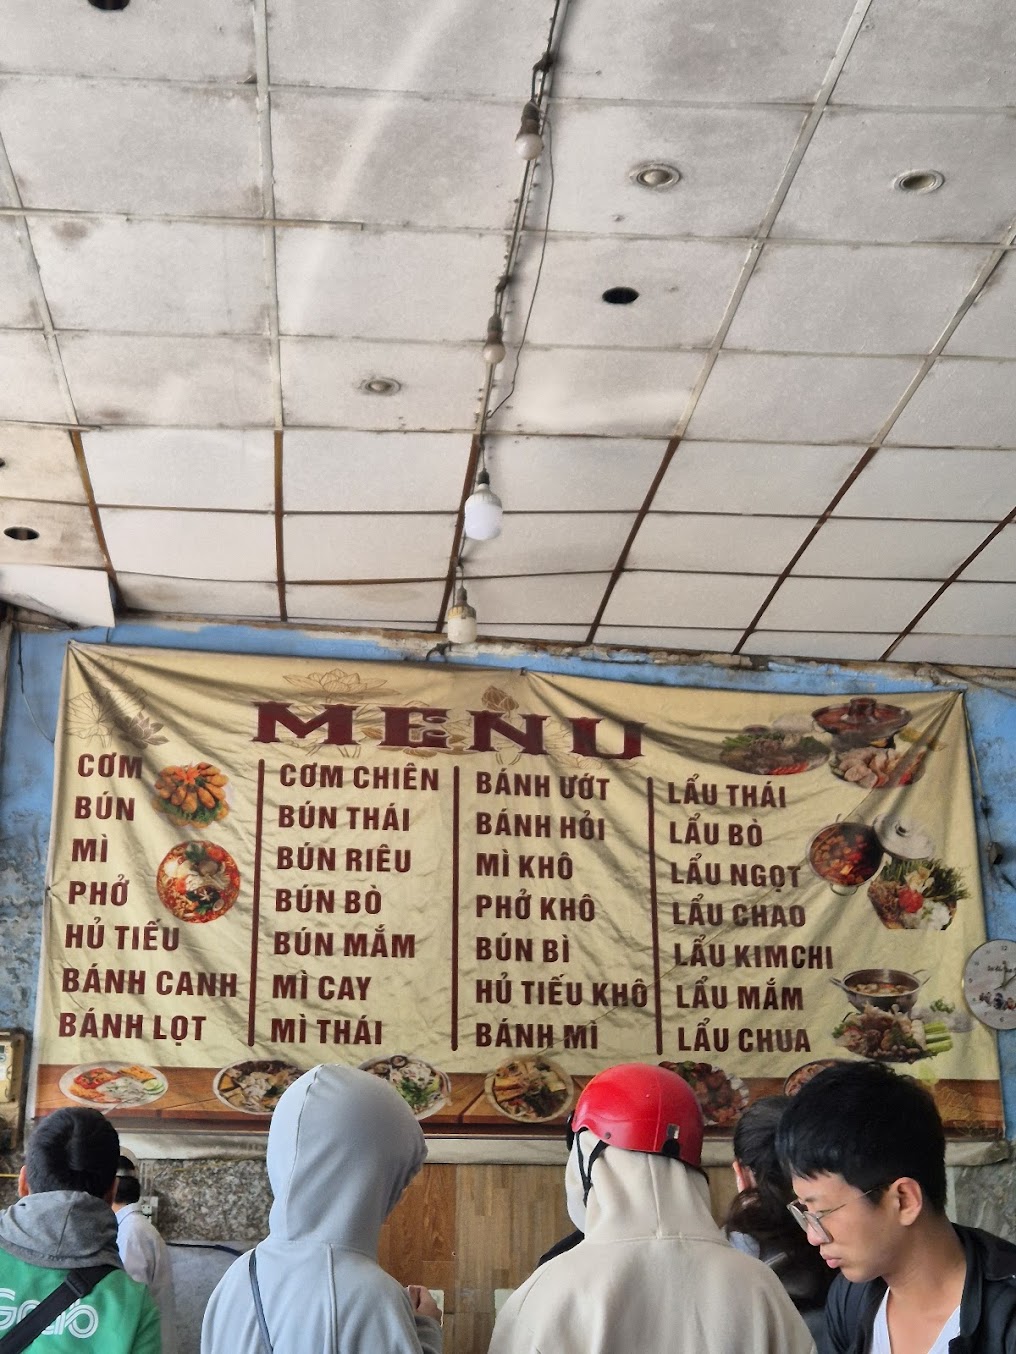 MENU
CƠM
BÚN
MÌ
PHỞ
HỦ TIẾU
BÁNH CANH
BÁNH LỌT
CƠM CHIÊN
BÚN THÁI
BÚN RIÊU
BÚN BÒ
BÚN MẮM
MÌ CAY
MÌ THÁI
BÁNH ƯỚT
BÁNH HỎI
MÌ KHÔ
PHỞ KHÔ
BÚN BÌ
HỦ TIẾU KHÔ
BÁNH MÌ
LẨU THÁI
LẨU BÒ
LẨU NGỌT
LẨU CHAO
LẨU KIMCHI
LẨU MẮM
LẨU CHUA
Grab